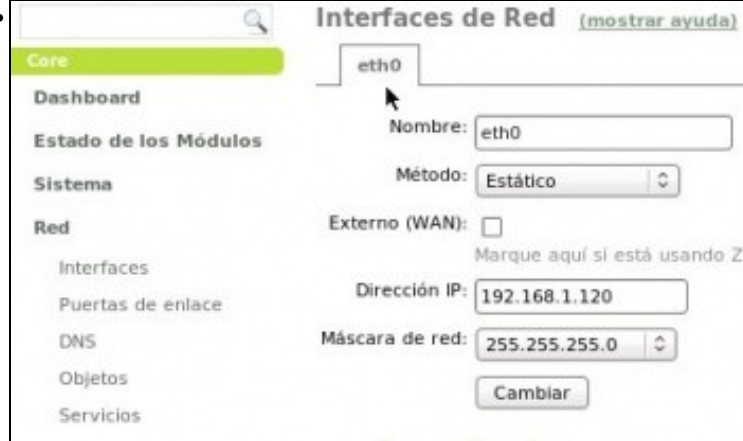 Core
Dashboard
Estado de los Módulos
Sistema
Red
Interfaces
Puertas de enlace
DNS
Objetos
Servicios
Interfaces de Red (mostrar ayuda)
eth0
Nombre: eth0
Método: Estático
Externo (WAN):
Marque aquí si está usando Z
Dirección IP: 192.168.1.120
Máscara de red: 255.255.255.0
Cambiar